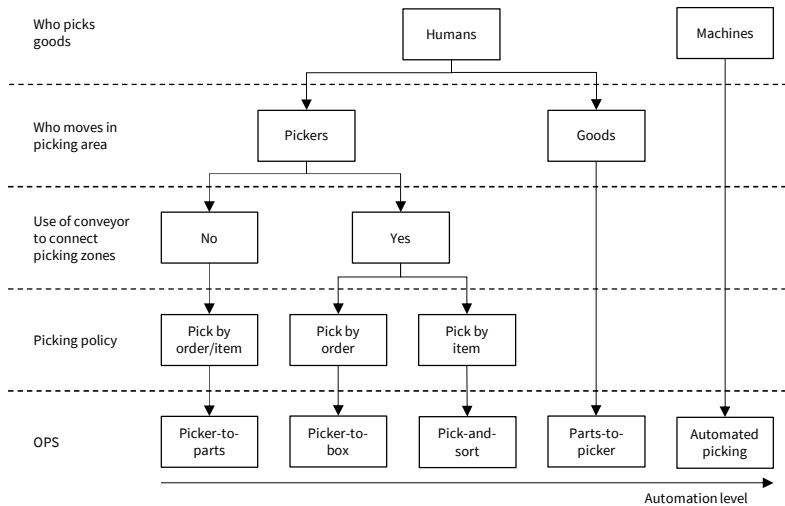 Who picks
goods
Humans
Machines
Who moves in
picking area
Pickers
Goods
Use of conveyor
to connect
picking zones
No
Yes
Picking policy
Pick by
order/item
Pick by
order
Pick by
item
OPS
Picker-to-
parts
Picker-to-
box
Pick-and-
sort
Parts-to-
picker
Automated
picking
Automation level